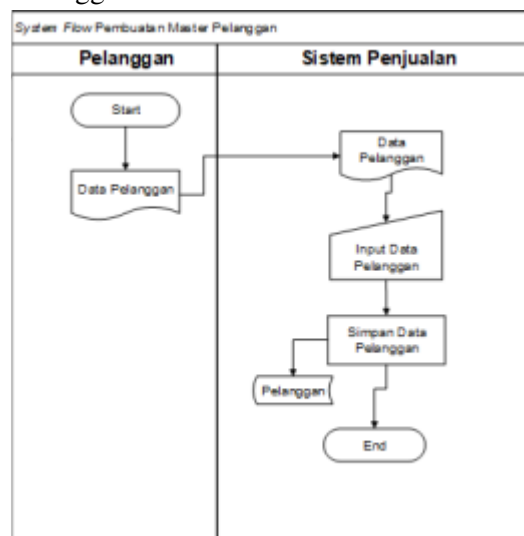 System Flow Pembuatan Master Pelanggan
Pelanggan
Sistem Penjualan
Start
Data Pelanggan
Data
Pelanggan
Input Data
Pelanggan
Simpan Data
Pelanggan
Pelanggan
End